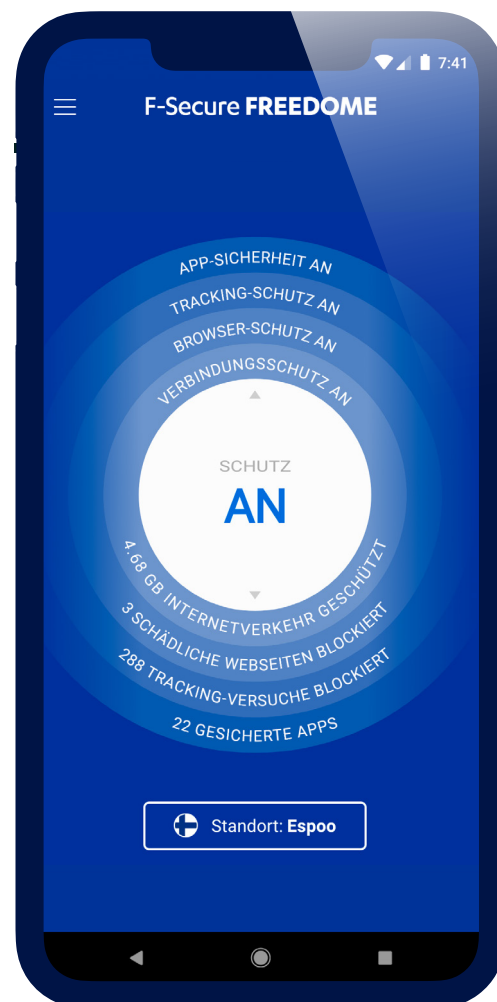 7:41
F-Secure FREEDOME
APP-SICHERHEIT AN
TRACKING-SCHUTZ AN
BROWSER-SCHUTZ AN
VERBINDUNGSSCHUTZ AN
SCHUTZ
AN
4.68 GB INTERNETVERKEHR GESCHÜTZT
3 SCHÄDLICHE WEBSEITEN BLOCKIERT
288 TRACKING-VERSUCHE BLOCKIERT
22 GESICHERTE APPS
Standort: Espoo